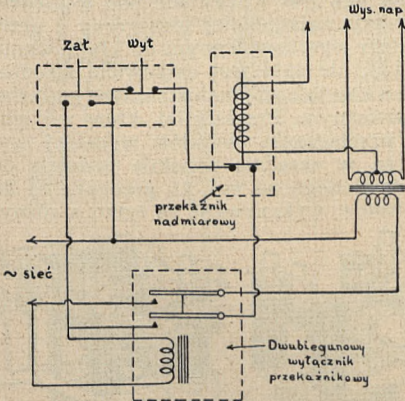 Wys. nap
Zał.
Wyt
przekaźnik
nadmiarowy
~ sieć
Dwubiegunowy
wyłącznik
przekaźnikowy